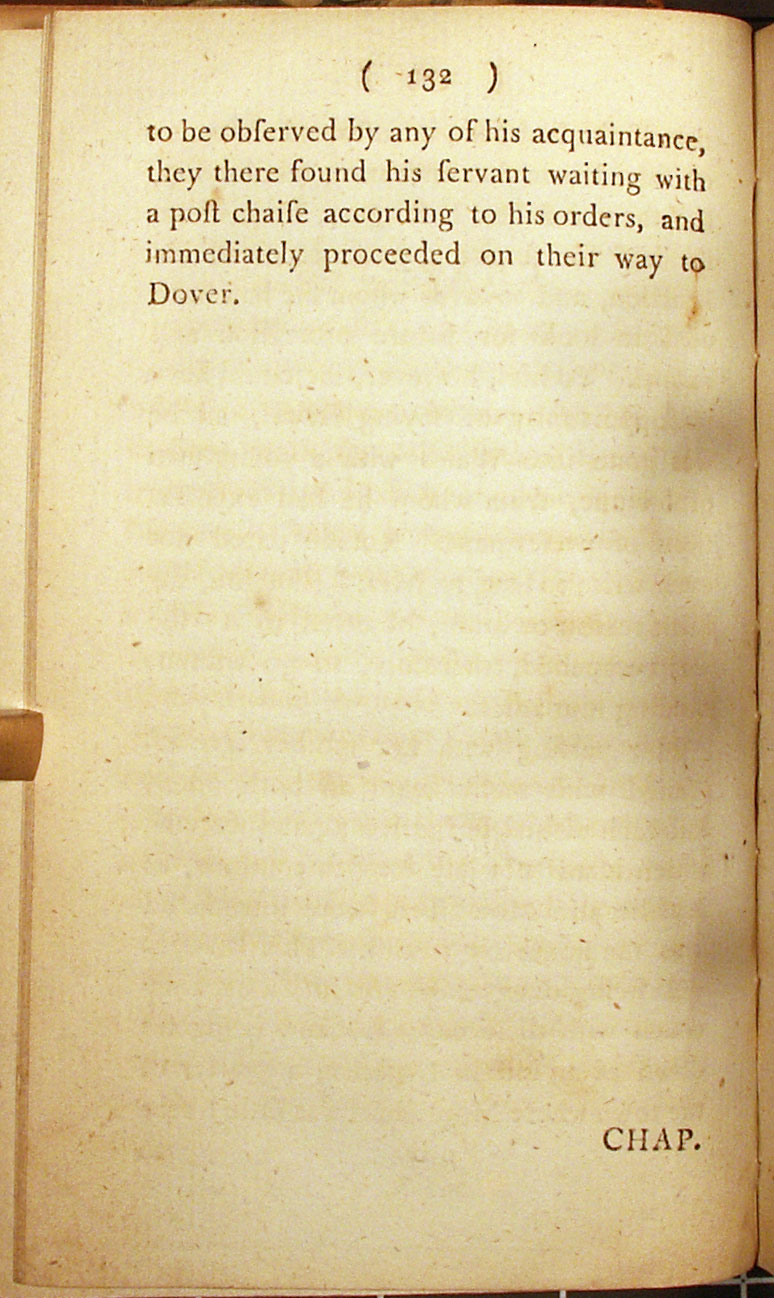 ( 132 )
to be obſerved by any of his acquaintance,
they there found his ſervant waiting with
a poſt chaiſe according to his orders, and
immediately proceeded on their way to
Dover.
CHAP.